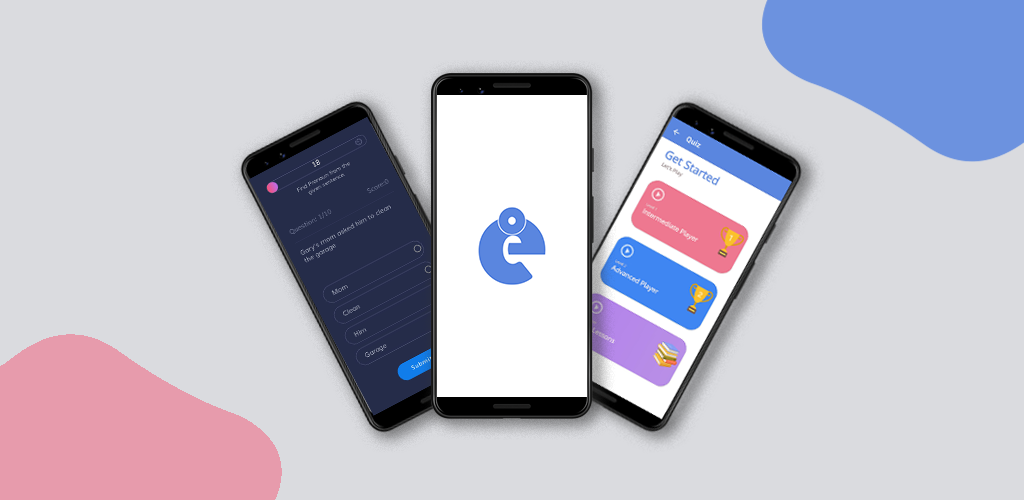 18
Find Pronoun from the
given sentence.
Question: 1/10
Score:0
Gary's mom asked him to clean
the garage
Mom
Clean
Him
Garage
Submit
e
Quiz
Get Started
Let's Play
Level 1
Intermediate Player
1
Level 2
Advanced Player